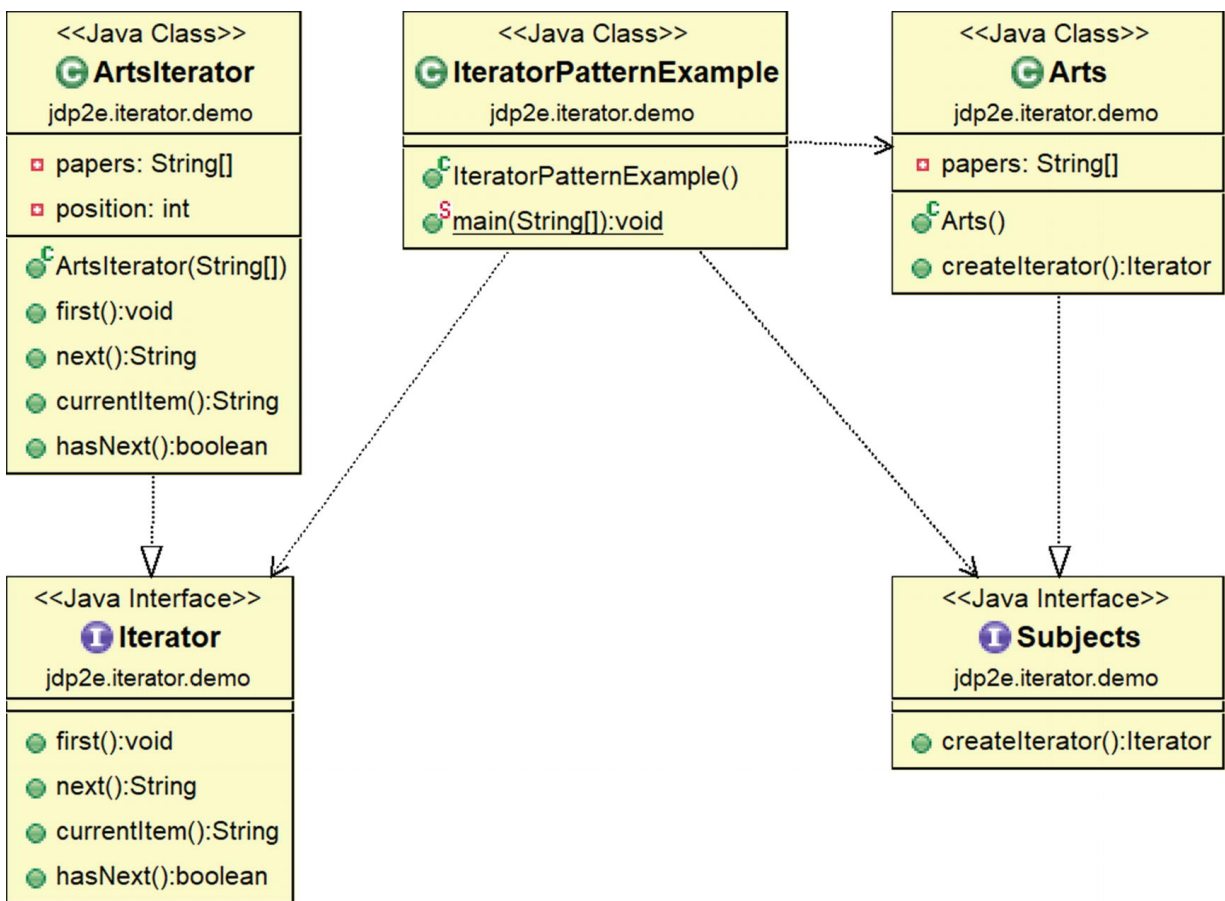 <<Java Class>>
C ArtsIterator
jdp2e.iterator.demo
papers: String[]
position: int
C ArtsIterator(String[])
first():void
next():String
currentItem():String
hasNext():boolean
<<Java Class>>
C IteratorPatternExample
jdp2e.iterator.demo
C IteratorPatternExample()
S main(String[]):void
<<Java Class>>
C Arts
jdp2e.iterator.demo
papers: String[]
C Arts()
createIterator():Iterator
<<Java Interface>>
I Iterator
jdp2e.iterator.demo
first():void
next():String
currentItem():String
hasNext():boolean
<<Java Interface>>
I Subjects
jdp2e.iterator.demo
createIterator():Iterator